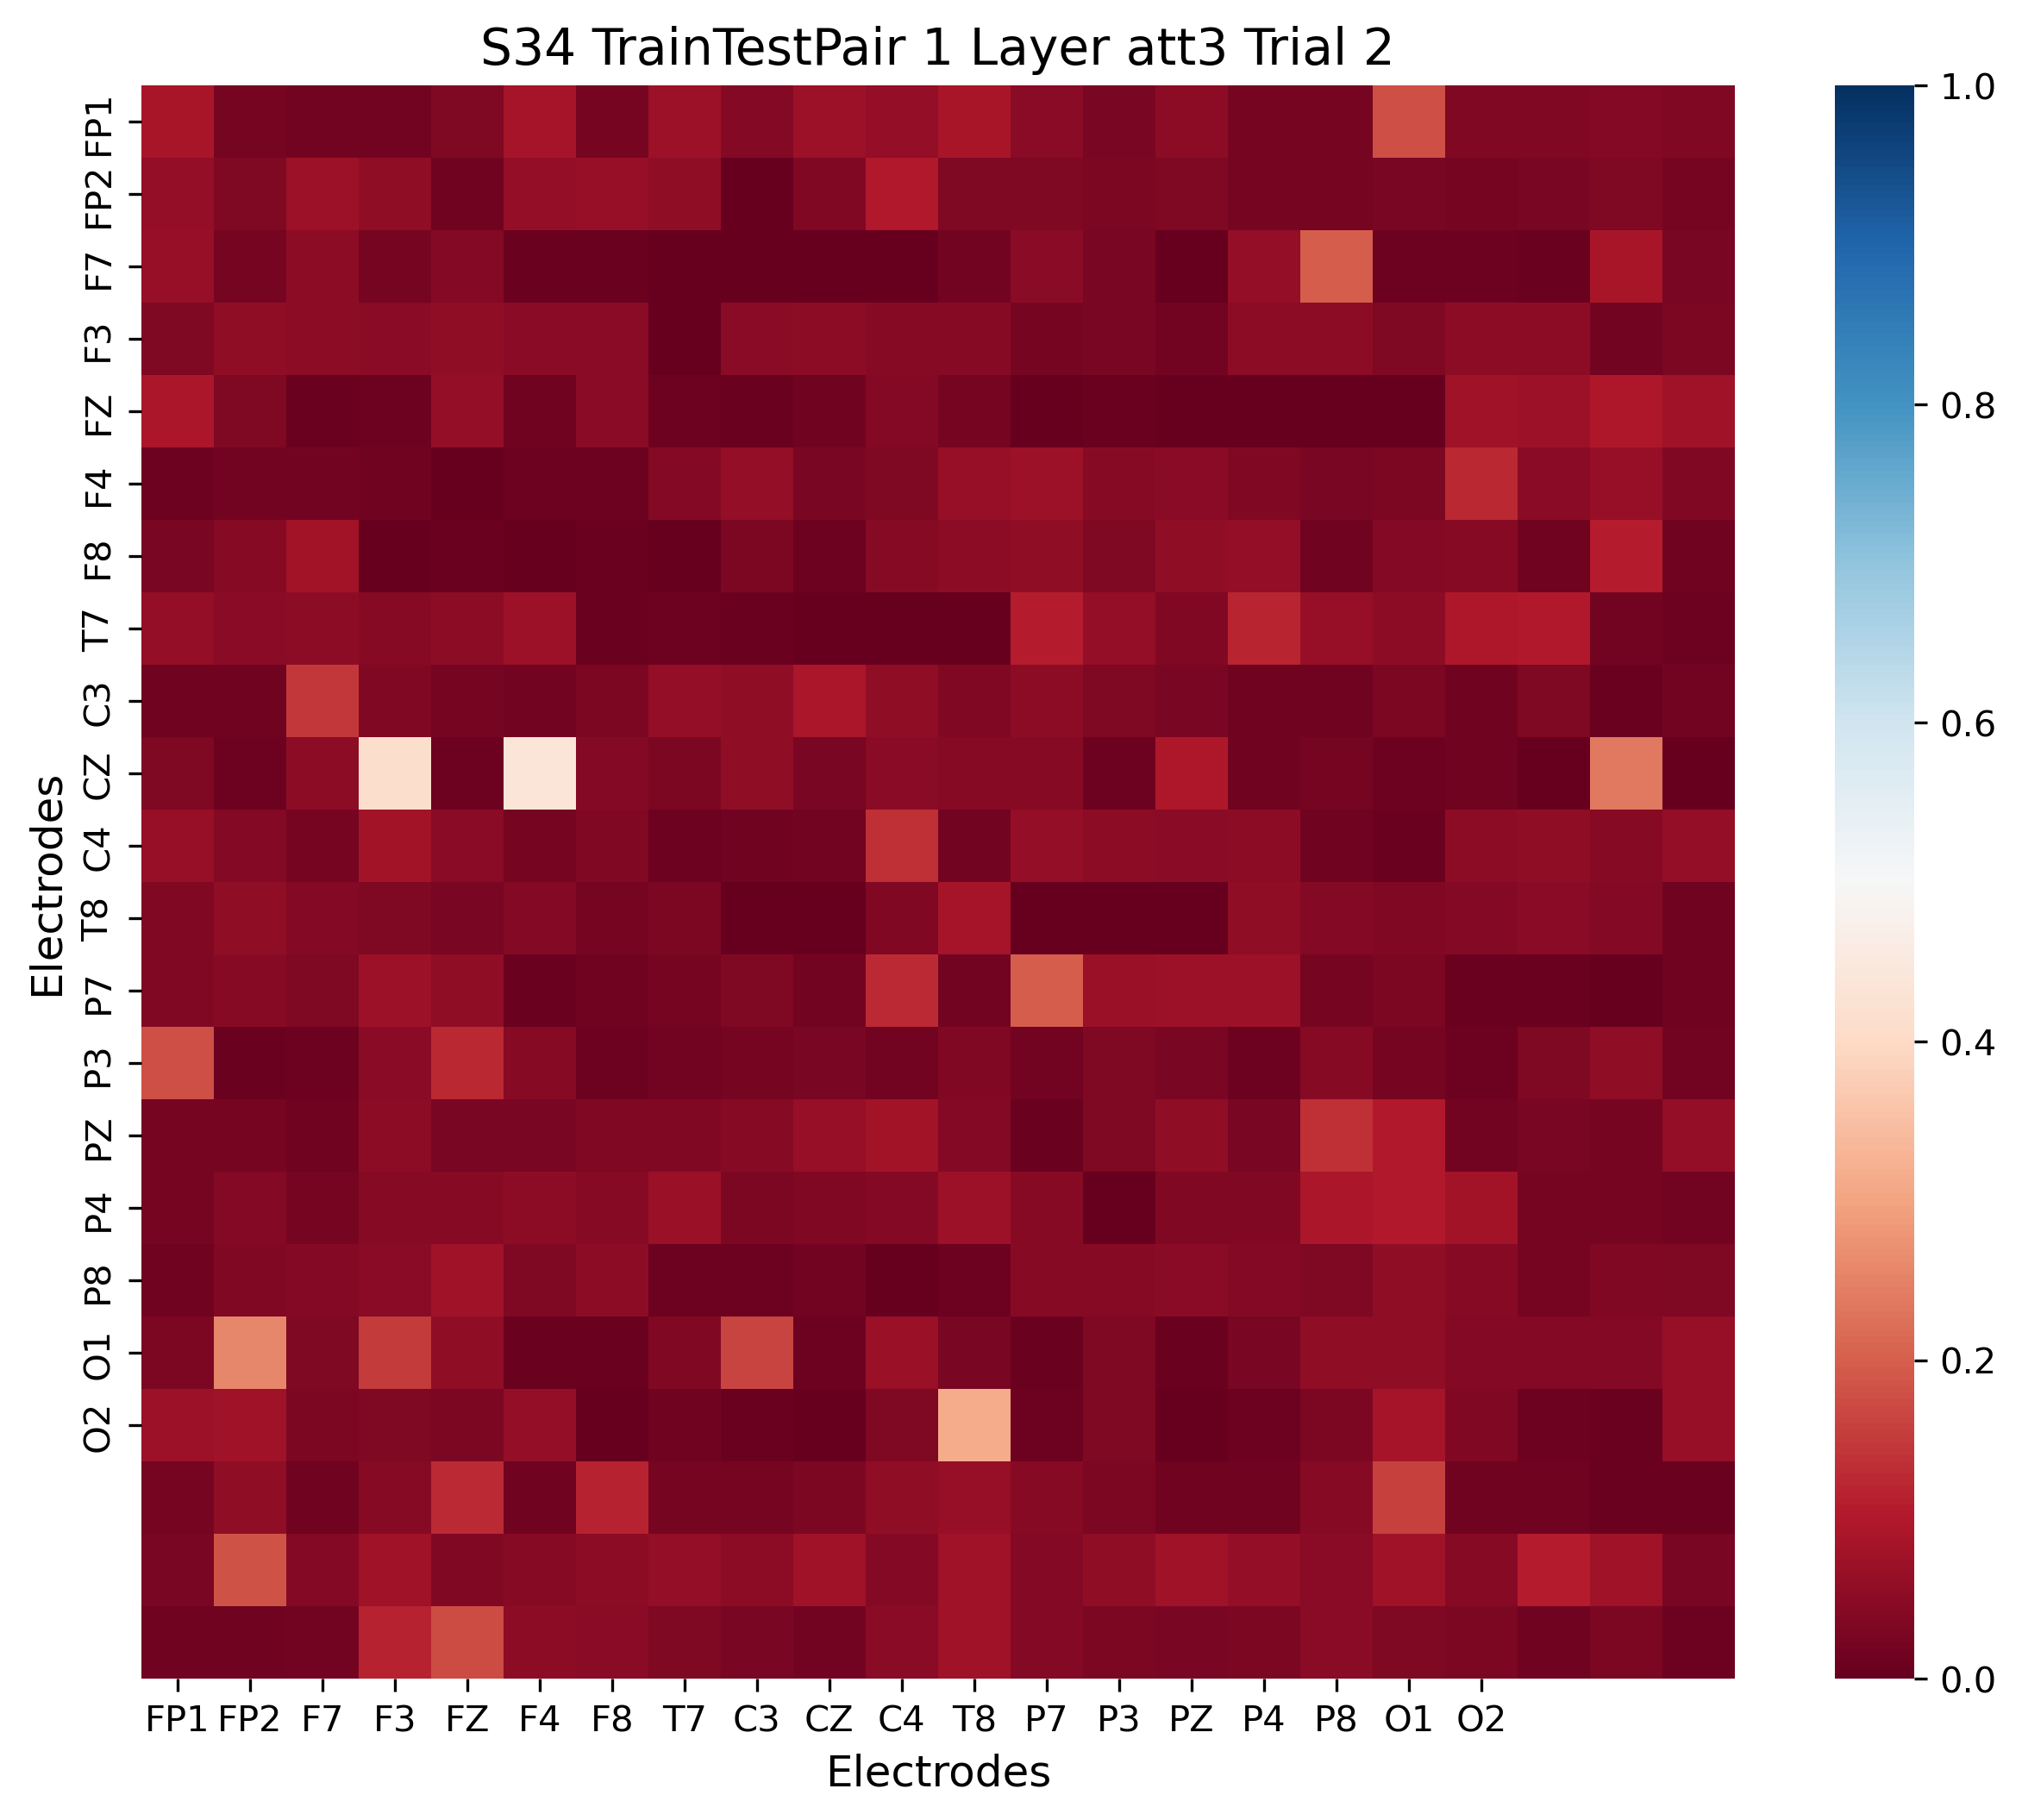 S34 TrainTestPair 1 Layer att3 Trial 2
Electrodes
FP1
FP2
F7
F3
FZ
F4
F8
T7
C3
CZ
C4
T8
P7
P3
PZ
P4
P8
O1
O2
FP1 FP2 F7 F3 FZ F4 F8 T7 C3 CZ C4 T8 P7 P3 PZ P4 P8 O1 O2
Electrodes
1.0
0.8
0.6
0.4
0.2
0.0